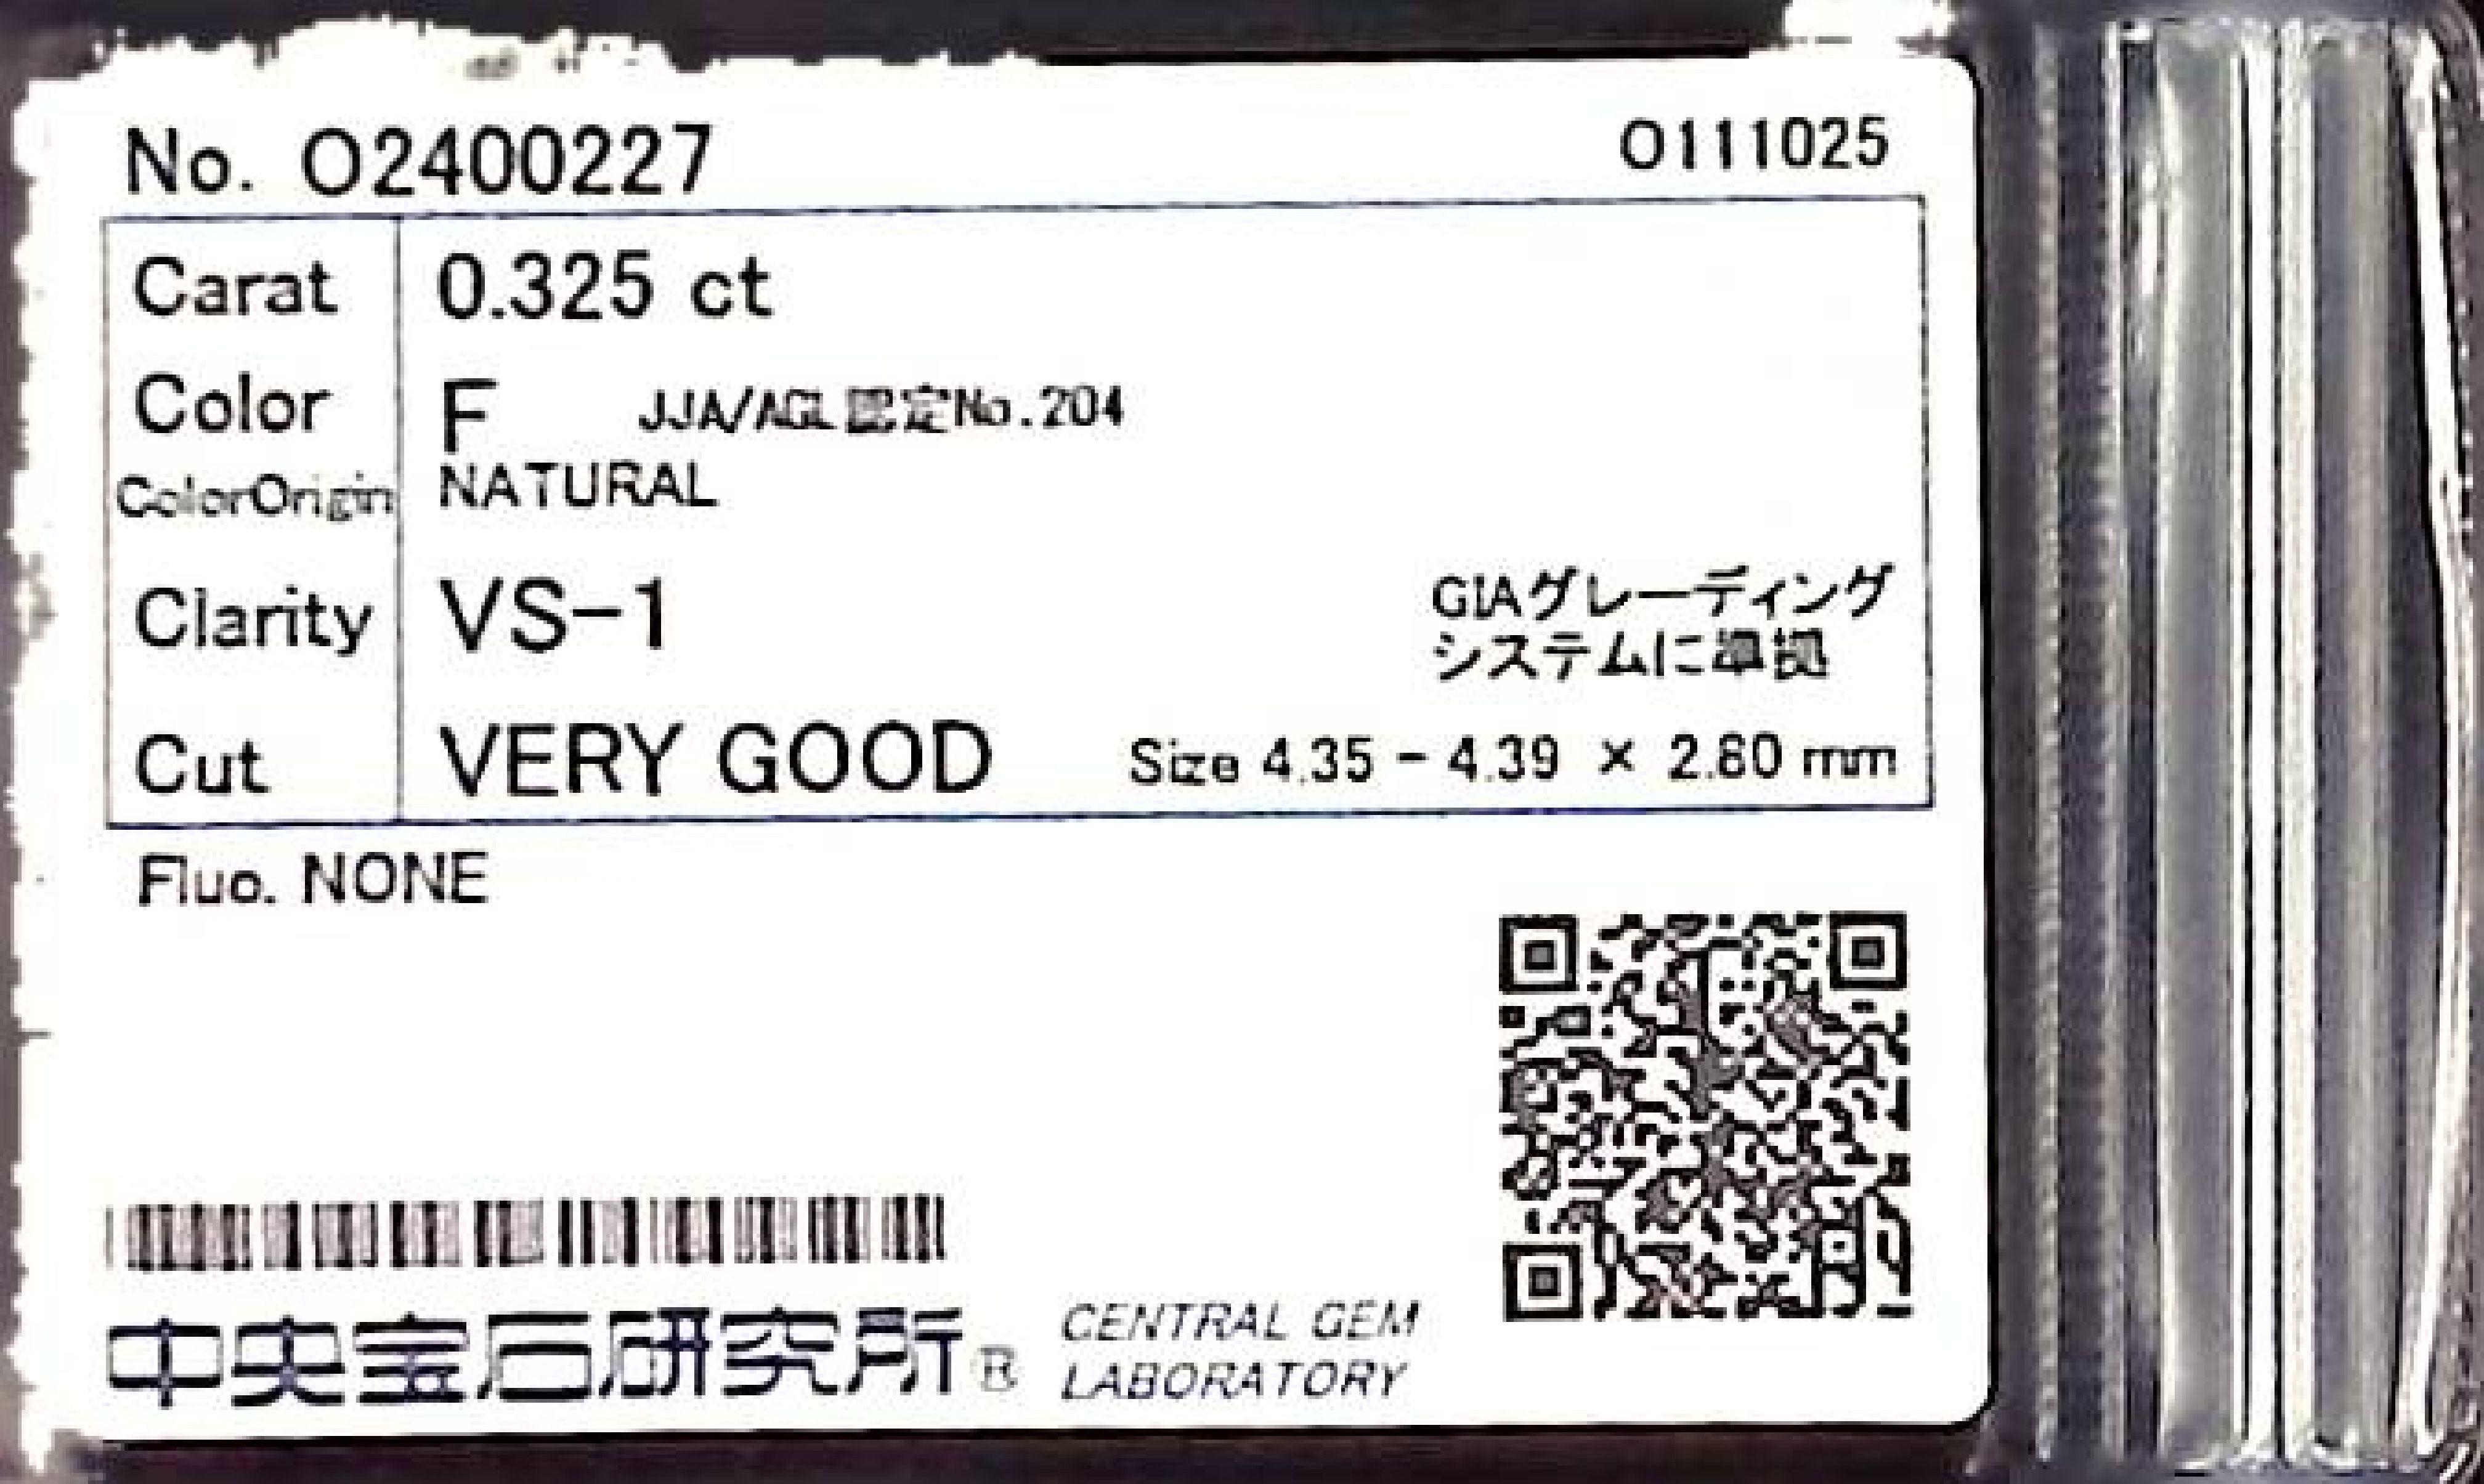 No. O2400227 O111025
Carat 0.325 ct
Color F JJA/AGL認定No.204
ColorOrigin NATURAL
Clarity VS-1
GIAグレーディング
システムに準拠
Cut VERY GOOD Size 4.35 - 4.39 × 2.80 mm
Fluo. NONE
中央宝石研究所® CENTRAL GEM
LABORATORY